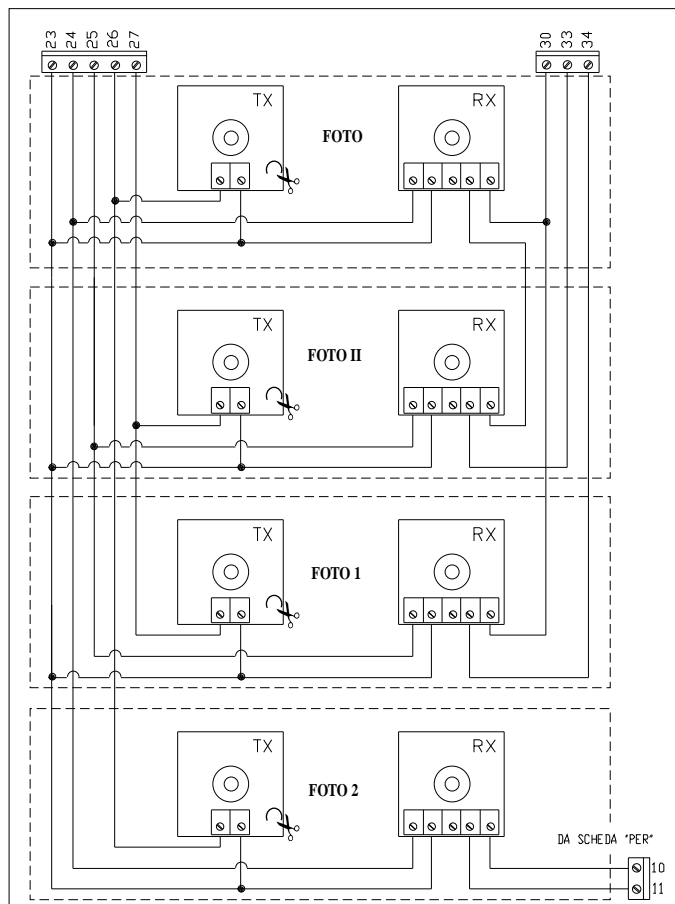 23 24 25 26 27
30 33 34
TX FOTO RX
TX FOTO II RX
TX FOTO 1 RX
TX FOTO 2 RX
DA SCHEDA "PER"
10
11